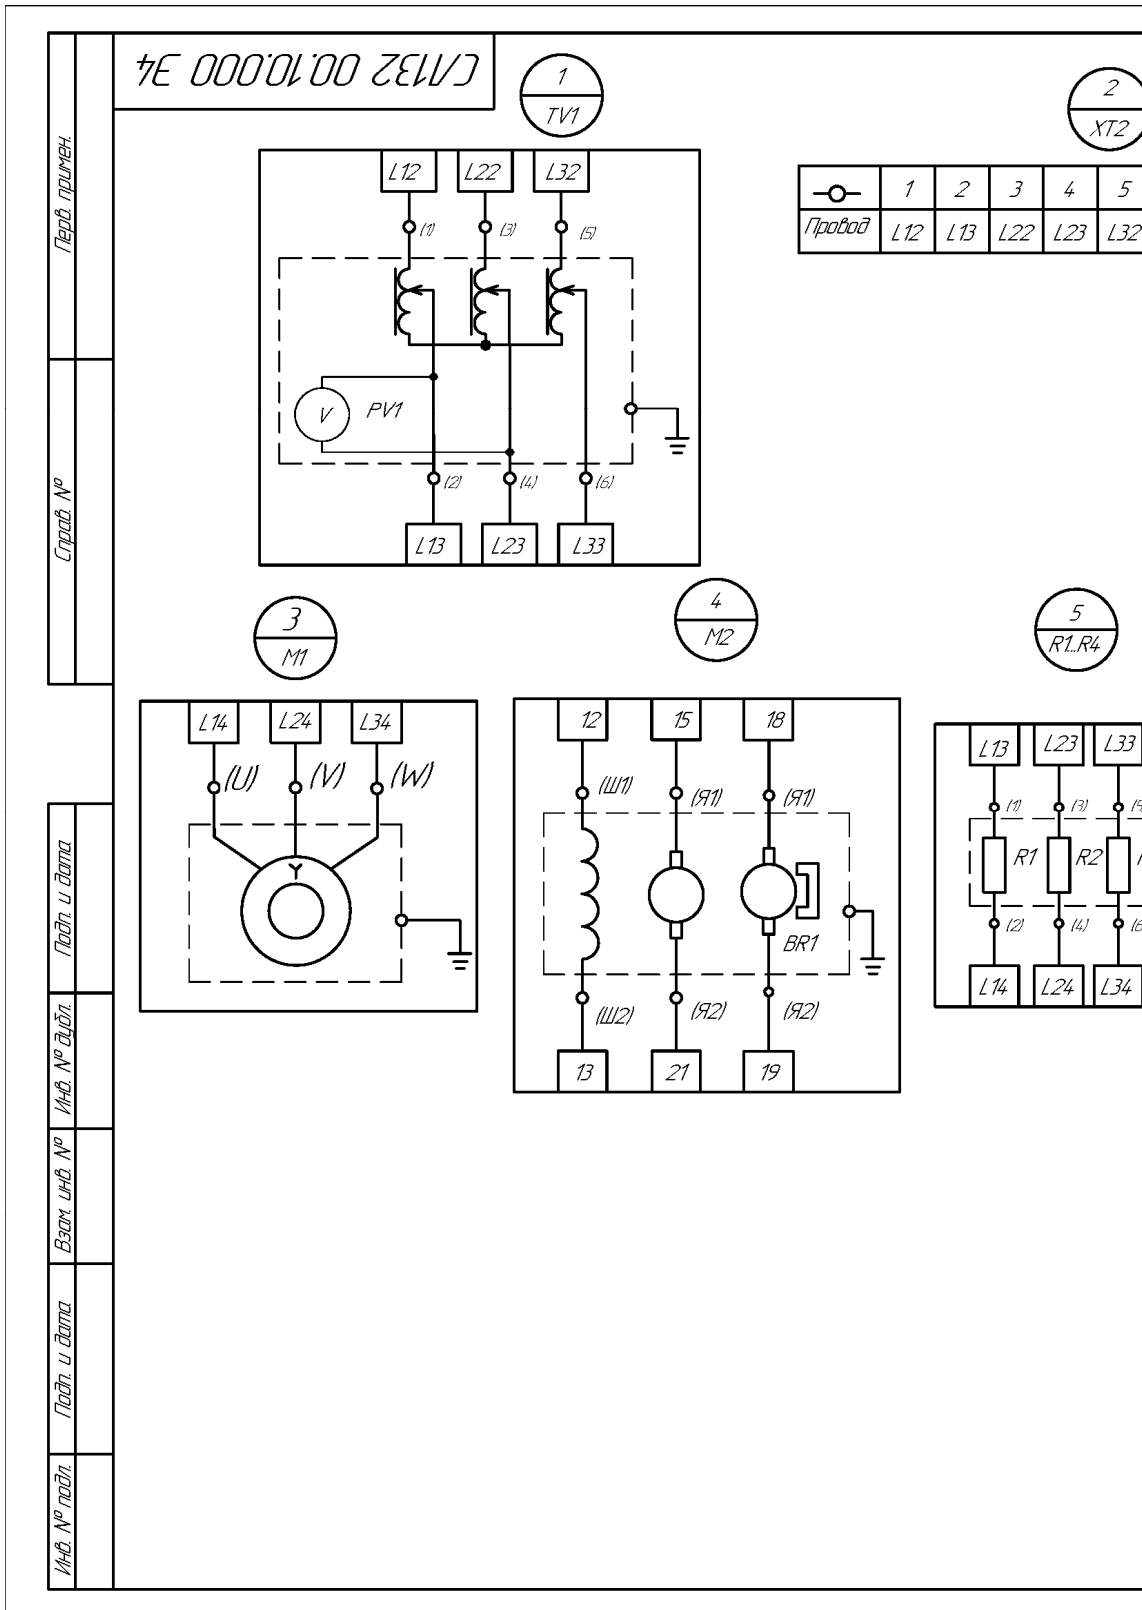 СЛ132 00.10.000 Э4
1
TV1
2
XT2
L12 L22 L32
(1) (3) (5)
1 2 3 4 5
Провод L12 L13 L22 L23 L32
V PV1
(2) (4) (6)
L13 L23 L33
3
M1
4
M2
5
R1...R4
L14 L24 L34
(U) (V) (W)
Y
12 15 18
(Ш1) (Я1) (Я1)
BR1
(Ш2) (Я2) (Я2)
13 21 19
L13 L23 L33
(1) (3)
R1 R2
(2) (4)
L14 L24 L34
Перв. примен.
Справ. №
Подп. и дата
Инв. № дубл.
Взам. инв. №
Подп. и дата
Инв. № подл.